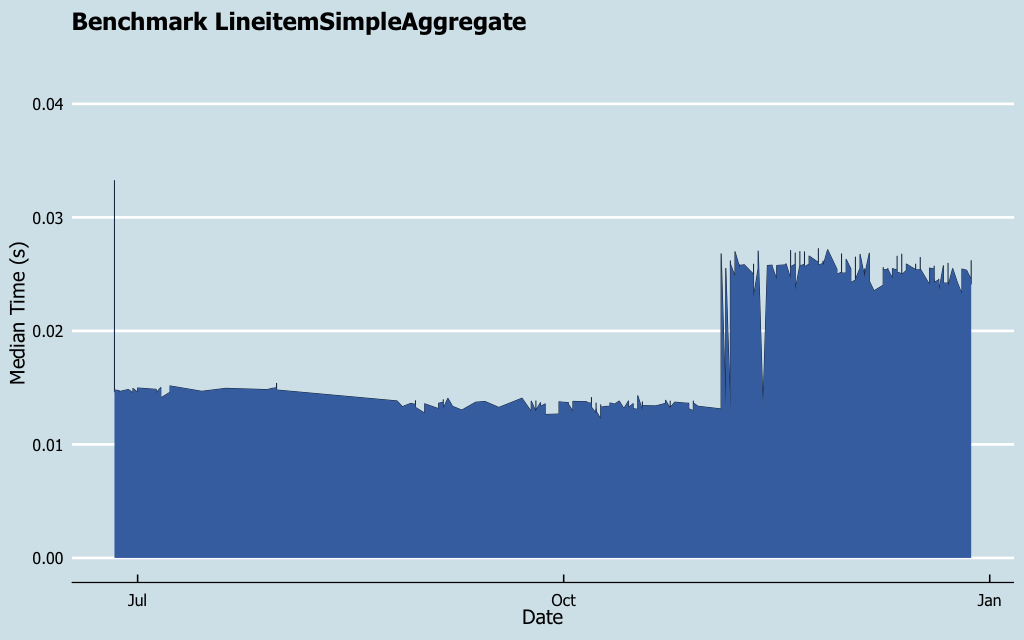 Benchmark LineitemSimpleAggregate
0.04
0.03
0.02
0.01
0.00
Median Time (s)
Jul
Oct
Jan
Date